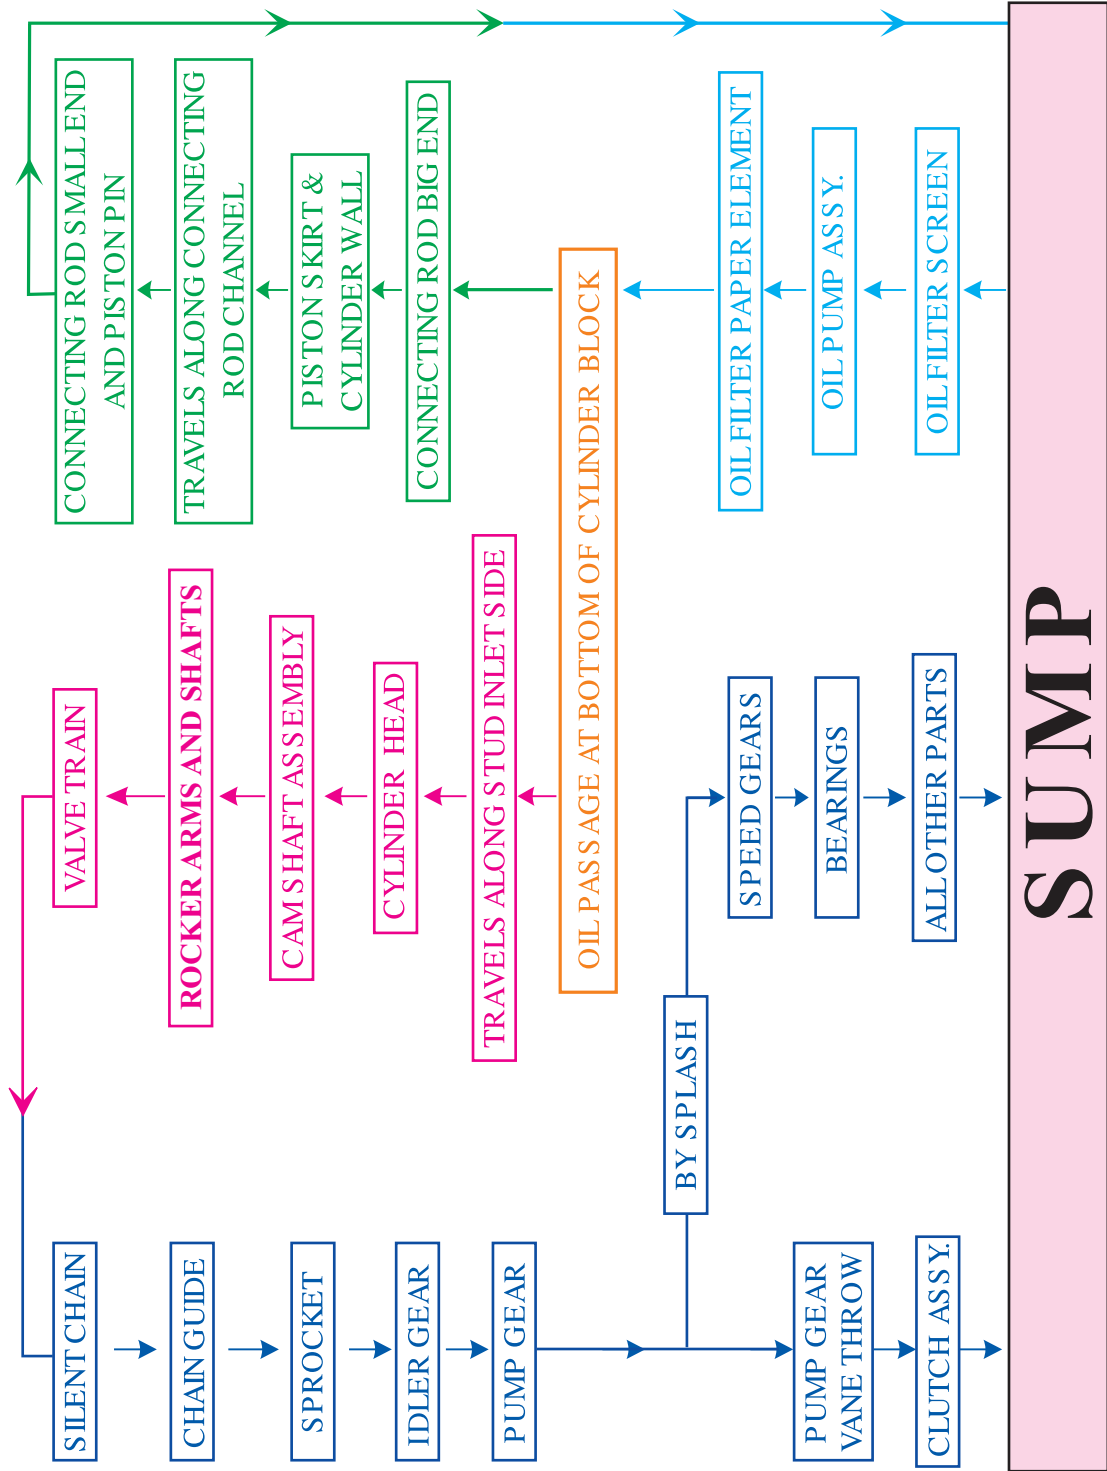 SILENT CHAIN
CHAIN GUIDE
SPROCKET
IDLER GEAR
PUMP GEAR
PUMP GEAR
VANE THROW
CLUTCH ASSY.
BY SPLASH
VALVE TRAIN
ROCKER ARMS AND SHAFTS
CAM SHAFT ASSEMBLY
CYLINDER HEAD
TRAVELS ALONG STUD INLET SIDE
OIL PASSAGE AT BOTTOM OF CYLINDER BLOCK
SPEED GEARS
BEARINGS
ALL OTHER PARTS
CONNECTING ROD SMALL END
AND PISTON PIN
TRAVELS ALONG CONNECTING
ROD CHANNEL
PISTON SKIRT &
CYLINDER WALL
CONNECTING ROD BIG END
OIL FILTER PAPER ELEMENT
OIL PUMP ASSY.
OIL FILTER SCREEN
SUMP